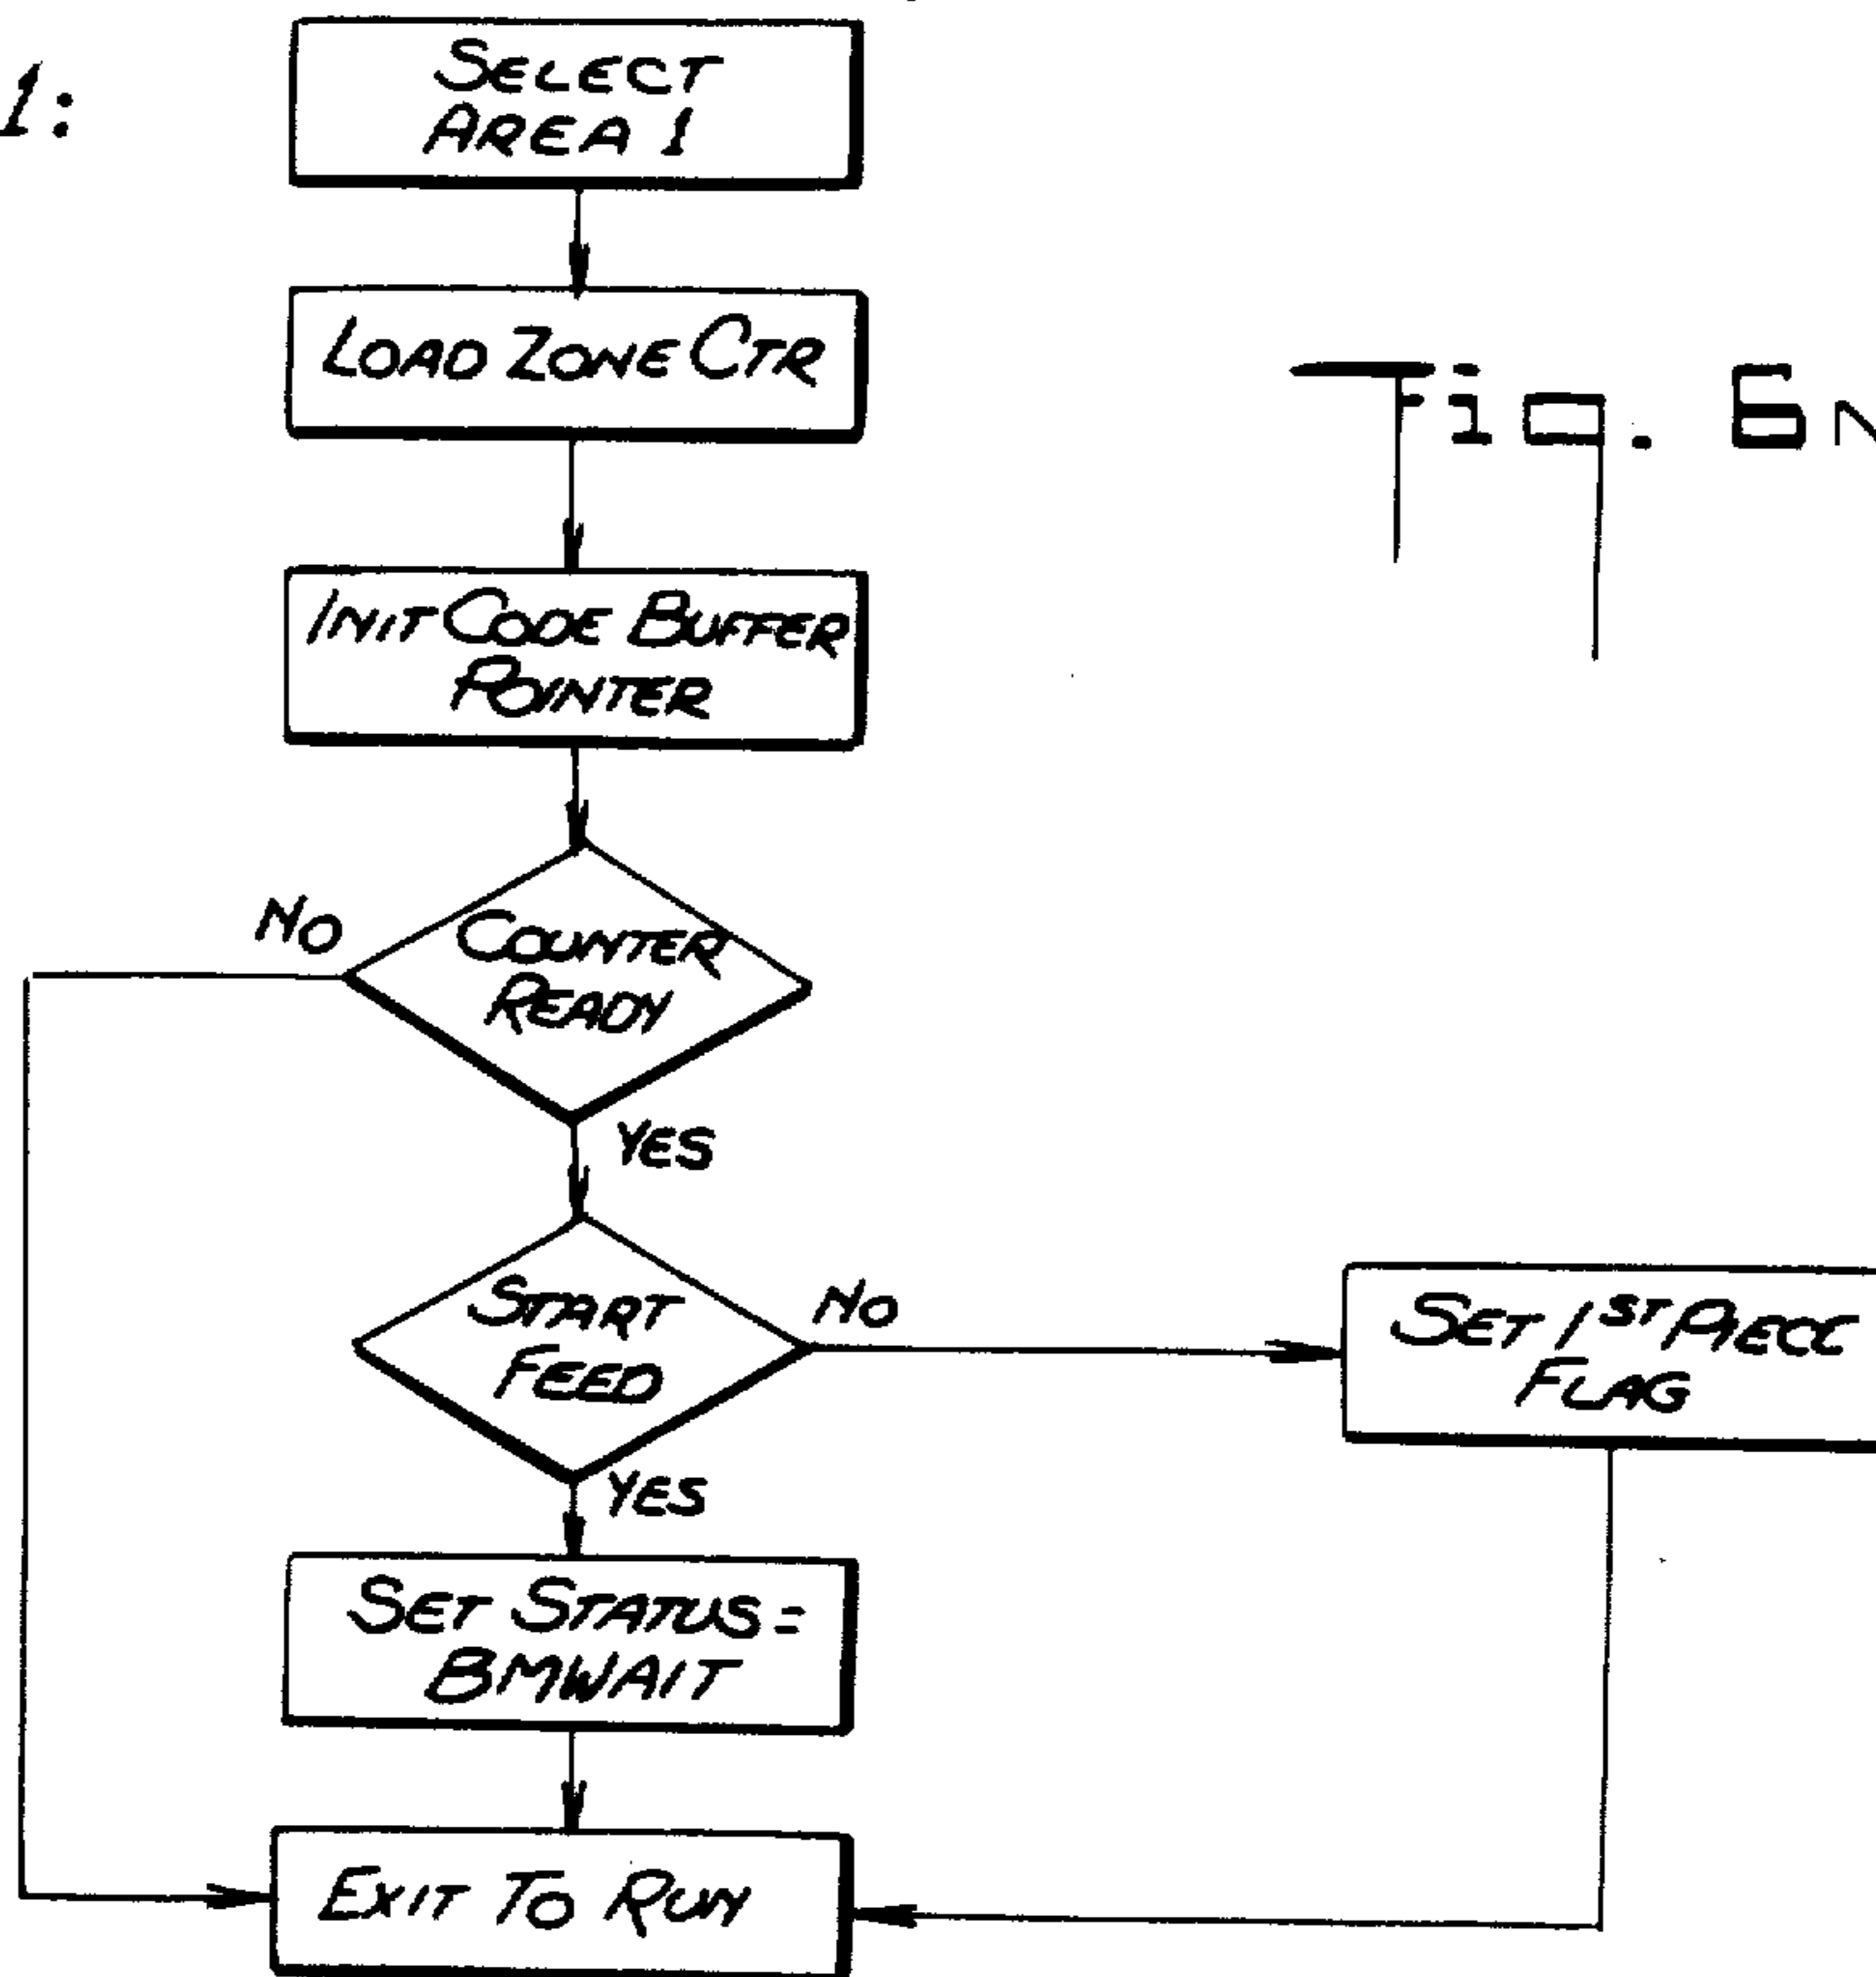 1:
SELECT
AREA 1
LOAD ZONE CTR
Fig. 6N
INIT CODE BUFFER
POINTER
NO
COUNTER
READY
YES
START
FEED
NO
SET 1ST PIECE
FLAG
YES
SET STATUS=
BMWAIT
EXIT TO RUN